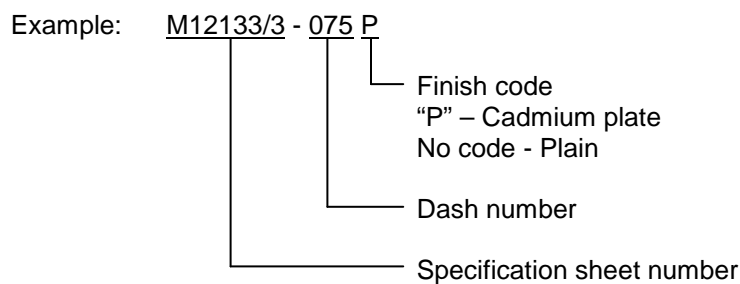 Example: M12133/3 - 075 P
Finish code
“P” – Cadmium plate
No code - Plain
Dash number
Specification sheet number